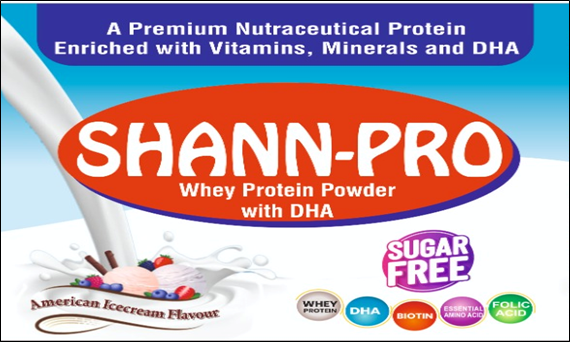 A Premium Nutraceutical Protein
Enriched with Vitamins, Minerals and DHA
SHANN-PRO
Whey Protein Powder
with DHA
SUGAR
FREE
American Icecream Flavour
WHEY
PROTEIN
DHA
BIOTIN
ESSENTIAL
AMINO ACID
FOLIC
ACID